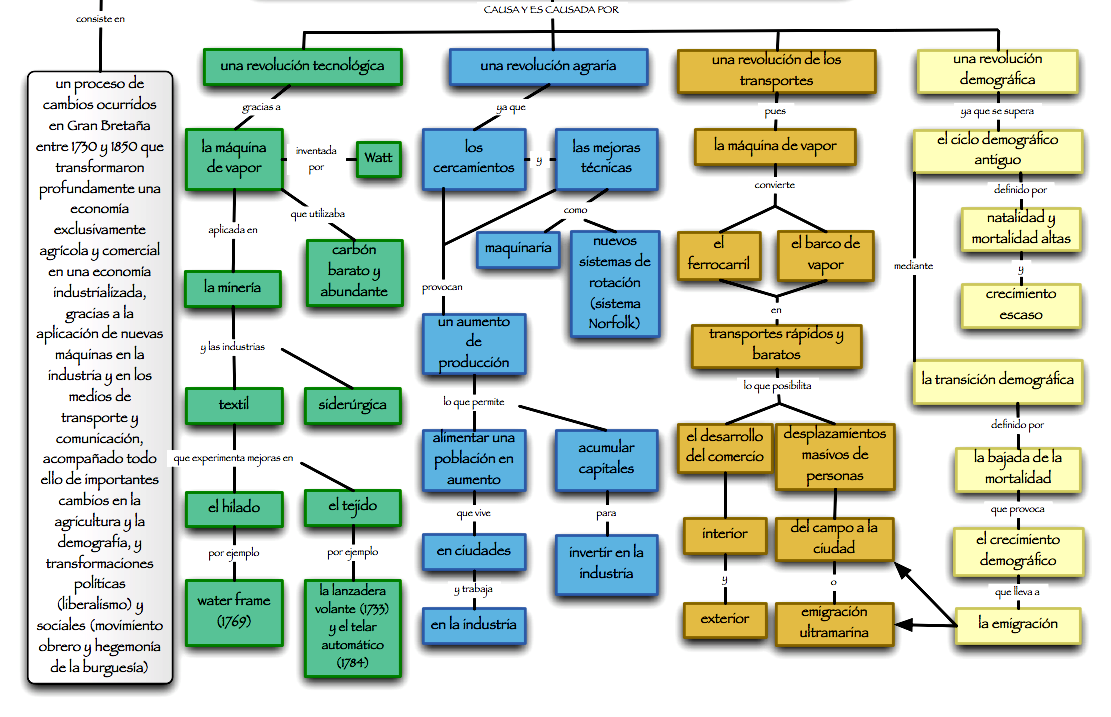 CAUSA Y ES CAUSADA POR
consiste en
un proceso de
cambios ocurridos
en Gran Bretaña
entre 1730 y 1850 que
transformaron
profundamente una
economía
exclusivamente
agrícola y comercial
en una economía
industrializada,
gracias a la
aplicación de nuevas
máquinas en la
industria y en los
medios de
transporte y
comunicación,
acompañado todo
ello de importantes
cambios en la
agricultura y la
demografía, y
transformaciones
políticas
(liberalismo) y
sociales (movimiento
obrero y hegemonía
de la burguesía)
una revolución tecnológica
gracias a
la máquina
de vapor
inventada
por
Watt
que utilizaba
carbón
barato y
abundante
aplicada en
la minería
y las industrias
textil
siderúrgica
que experimenta mejoras en
el hilado
el tejido
por ejemplo
por ejemplo
water frame
(1769)
la lanzadera
volante (1733)
y el telar
automático
(1784)
una revolución agraria
ya que
los
cercamientos
y
las mejoras
técnicas
como
maquinaria
nuevos
sistemas de
rotación
(sistema
Norfolk)
provocan
un aumento
de
producción
lo que permite
alimentar una
población en
aumento
acumular
capitales
que vive
para
en ciudades
invertir en la
industria
y trabaja
en la industria
una revolución de los
transportes
pues
la máquina de vapor
convierte
el
ferrocarril
el barco de
vapor
en
transportes rápidos y
baratos
lo que posibilita
el desarrollo
del comercio
desplazamientos
masivos de
personas
interior
del campo a la
ciudad
y
o
exterior
emigración
ultramarina
una revolución
demográfica
ya que se supera
el ciclo demográfico
antiguo
definido por
natalidad y
mortalidad altas
y
crecimiento
escaso
mediante
la transición demográfica
definido por
la bajada de la
mortalidad
que provoca
el crecimiento
demográfico
que lleva a
la emigración